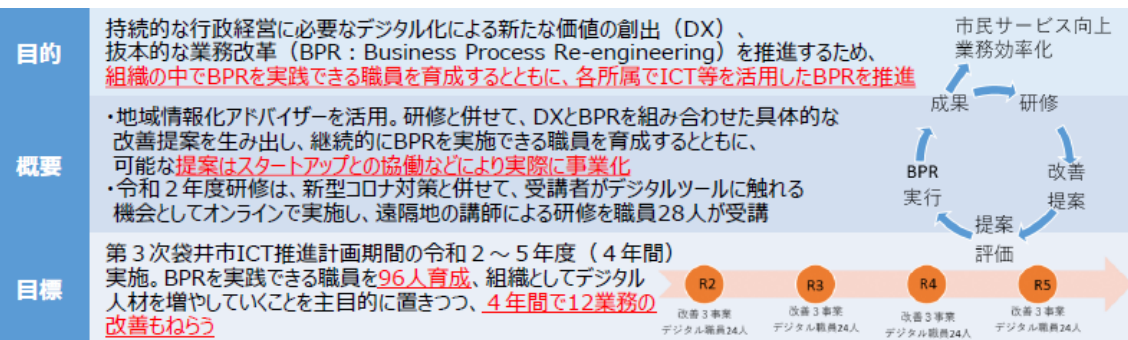 目的
持続的な行政経営に必要なデジタル化による新たな価値の創出（DX）、
抜本的な業務改革（BPR：Business Process Re-engineering）を推進するため、
組織の中でBPRを実践できる職員を育成するとともに、各所属でICT等を活用したBPRを推進
概要
・地域情報化アドバイザーを活用。研修と併せて、DXとBPRを組み合わせた具体的な
改善提案を生み出し、継続的にBPRを実施できる職員を育成するとともに、
可能な提案はスタートアップとの協働などにより実際に事業化
・令和２年度研修は、新型コロナ対策と併せて、受講者がデジタルツールに触れる
機会としてオンラインで実施し、遠隔地の講師による研修を職員28人が受講
目標
第３次袋井市ICT推進計画期間の令和２～５年度（４年間）
実施。BPRを実践できる職員を96人育成、組織としてデジタル
人材を増やしていくことを主目的に置きつつ、４年間で12業務の
改善もねらう
市民サービス向上
業務効率化
成果
研修
改善
提案
提案
評価
BPR
実行
R2
改善３事業
デジタル職員24人
R3
改善３事業
デジタル職員24人
R4
改善３事業
デジタル職員24人
R5
改善３事業
デジタル職員24人